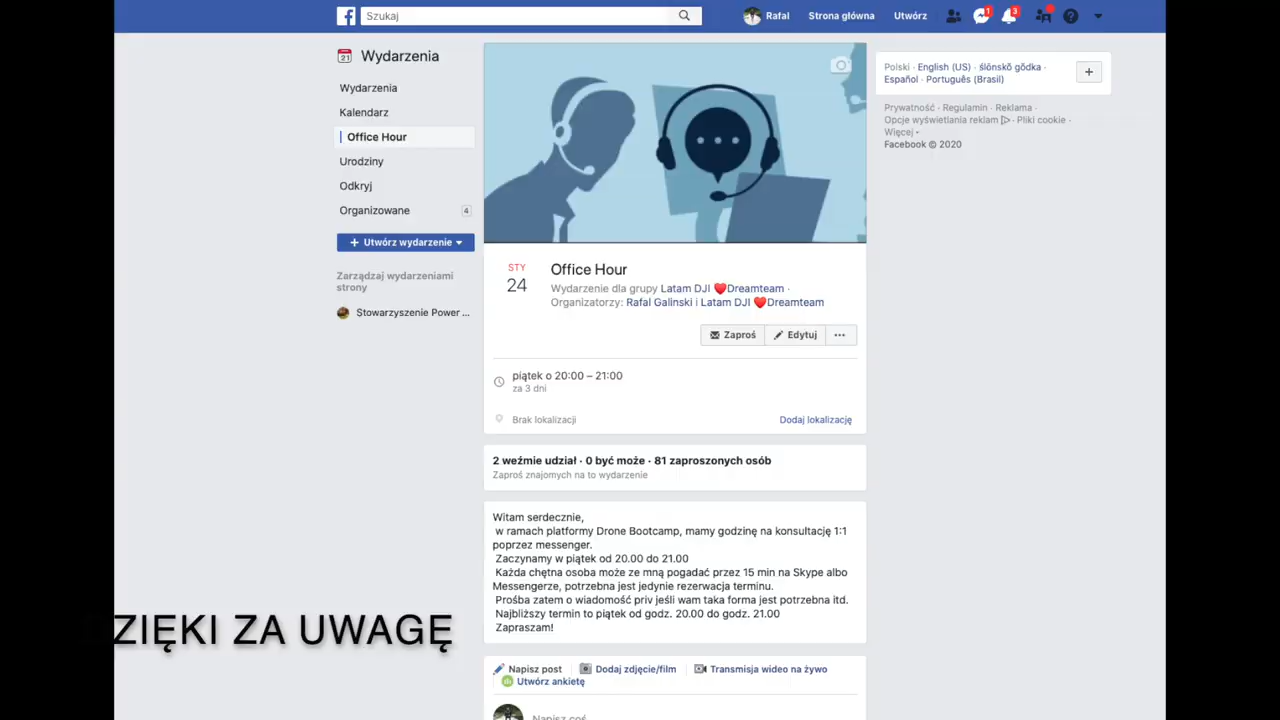 Szukaj
Rafal
Strona główna
Utwórz
1
3
21
Wydarzenia
Wydarzenia
Kalendarz
Office Hour
Urodziny
Odkryj
Organizowane 4
+ Utwórz wydarzenie
Zarządzaj wydarzeniami
strony
Stowarzyszenie Power ...
STY
24
Office Hour
Wydarzenie dla grupy Latam DJI ❤️Dreamteam ·
Organizatorzy: Rafal Galinski i Latam DJI ❤️Dreamteam
Zaproś
Edytuj
···
piątek o 20:00 – 21:00
za 3 dni
Brak lokalizacji
Dodaj lokalizację
2 weźmie udział · 0 być może · 81 zaproszonych osób
Zaproś znajomych na to wydarzenie
Witam serdecznie,
w ramach platformy Drone Bootcamp, mamy godzinę na konsultację 1:1
poprzez messenger.
Zaczynamy w piątek od 20.00 do 21.00
Każda chętna osoba może ze mną pogadać przez 15 min na Skype albo
Messengerze, potrzebna jest jedynie rezerwacja terminu.
Prośba zatem o wiadomość priv jeśli wam taka forma jest potrzebna itd.
Najbliższy termin to piątek od godz. 20.00 do godz. 21.00
Zapraszam!
Napisz post
Dodaj zdjęcie/film
Transmisja wideo na żywo
Utwórz ankietę
Napisz coś
Polski · English (US) · ślōnskŏ gŏdka ·
Español · Português (Brasil)
+
Prywatność · Regulamin · Reklama ·
Opcje wyświetlania reklam · Pliki cookie ·
Więcej
Facebook © 2020
DZIĘKI ZA UWAGĘ